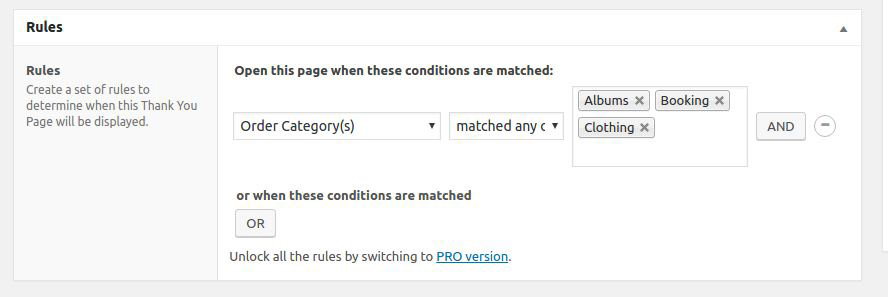 Rules
Rules
Create a set of rules to
determine when this Thank You
Page will be displayed.
Open this page when these conditions are matched:
Order Category(s) matched any o Albums Booking Clothing AND
or when these conditions are matched
OR
Unlock all the rules by switching to PRO version.